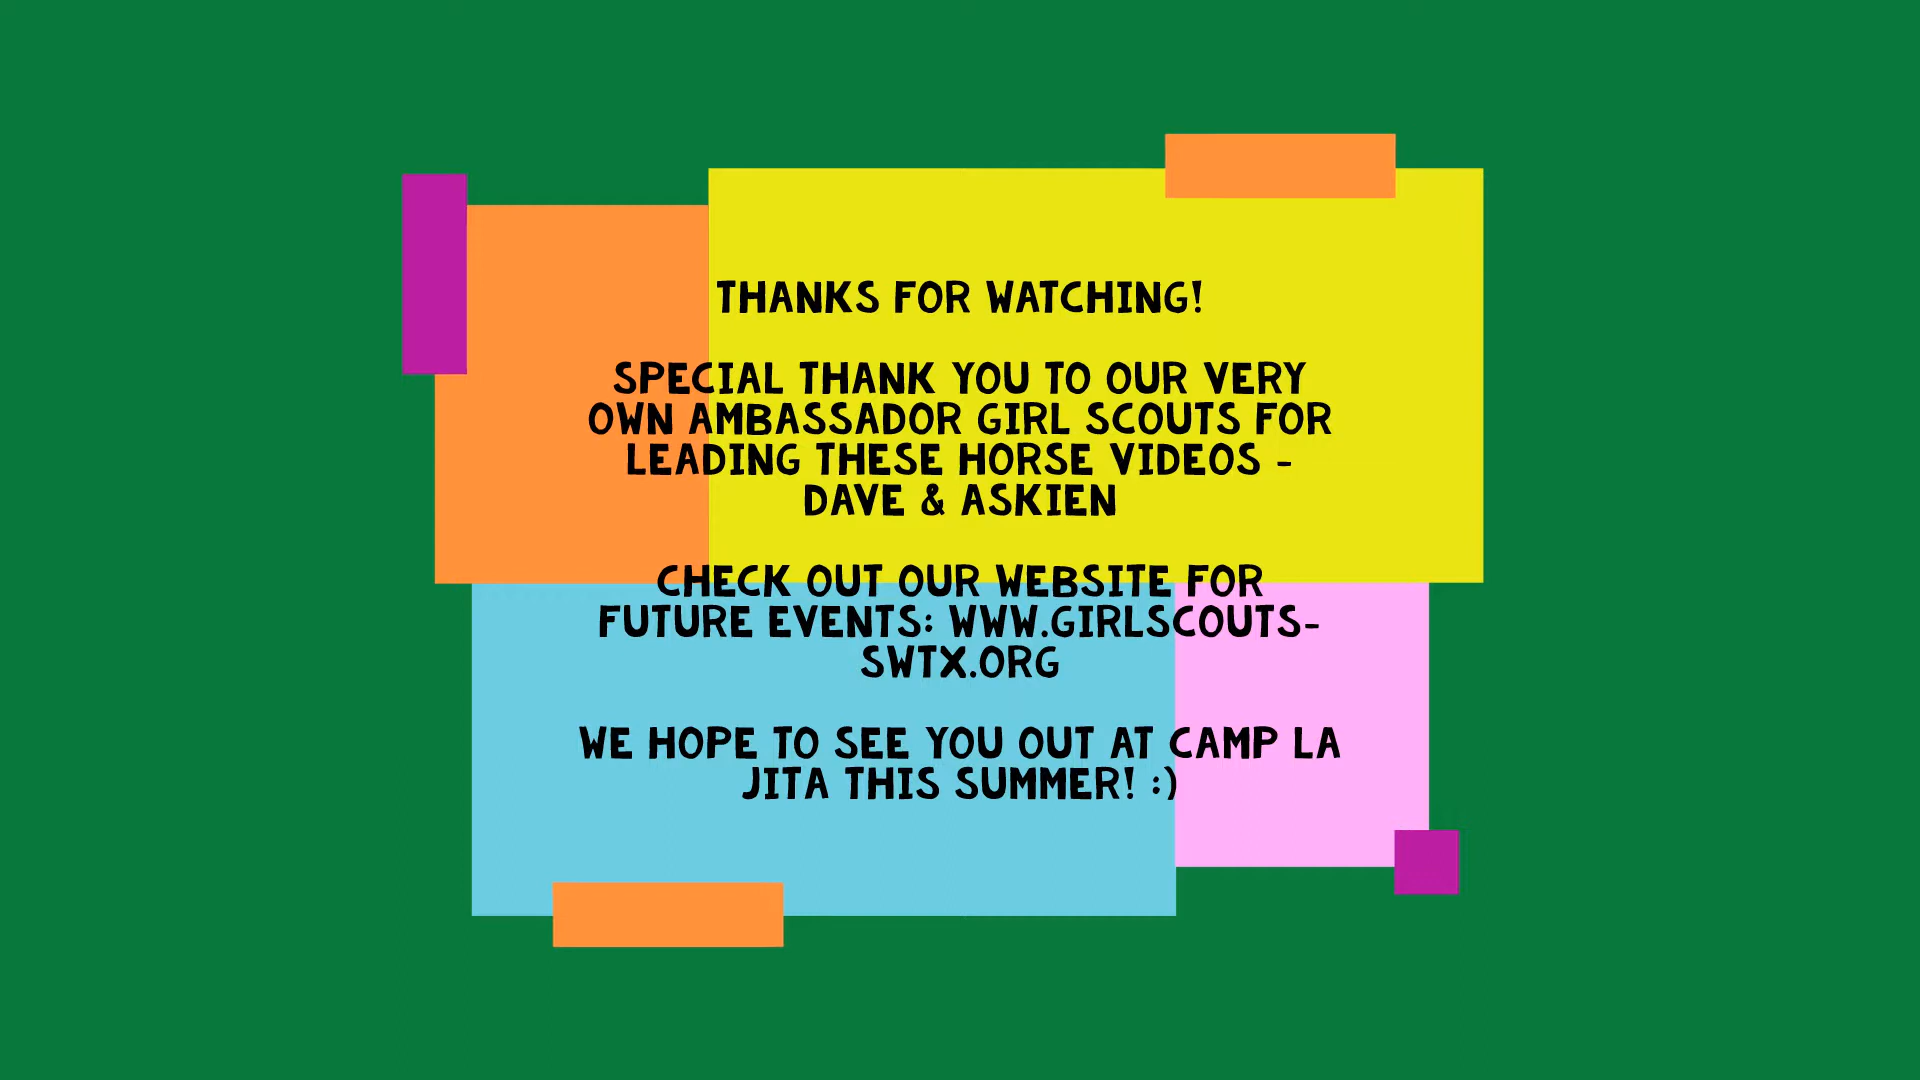 THANKS FOR WATCHING!
SPECIAL THANK YOU TO OUR VERY
OWN AMBASSADOR GIRL SCOUTS FOR
LEADING THESE HORSE VIDEOS -
DAVE & ASKIEN
CHECK OUT OUR WEBSITE FOR
FUTURE EVENTS: WWW.GIRLSCOUTS-
SWTX.ORG
WE HOPE TO SEE YOU OUT AT CAMP LA
JITA THIS SUMMER! :)